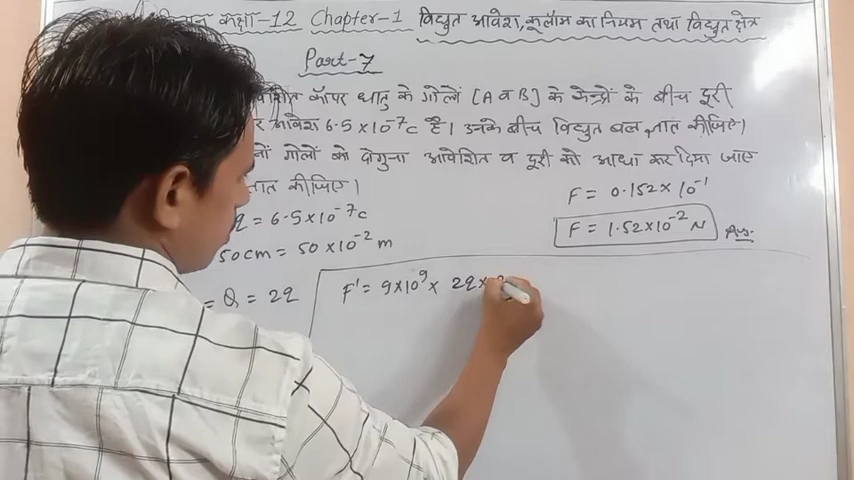 कक्षा-12 Chapter-1 विद्युत आवेश, कूलॉम का नियम तथा विद्युत क्षेत्र
Part-7
कॉपर धातु के गोलों [A व B] के केन्द्रों के बीच दूरी
आवेश 6.5×10⁻⁷c है। उनके बीच विद्युत बल ज्ञात कीजिए।
गोलों को दोगुना आवेशित व दूरी को आधा कर दिया जाए
कीजिए।
F = 0.152×10⁻¹
= 6.5×10⁻⁷c
F = 1.52×10⁻² N Ans.
50cm = 50×10⁻² m
= Q = 2q
F' = 9×10⁹ × 2q×